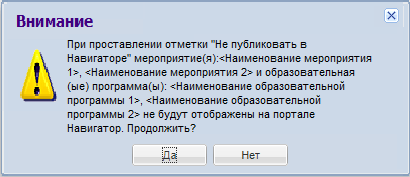 Внимание
При проставлении отметки "Не публиковать в
Навигаторе" мероприятие(я):<Наименование мероприятия
1>, <Наименование мероприятия 2> и образовательная
(ые) программа(ы): <Наименование образовательной
программы 1>, <Наименование образовательной
программы 2> не будут отображены на портале
Навигатор. Продолжить?
Да
Нет